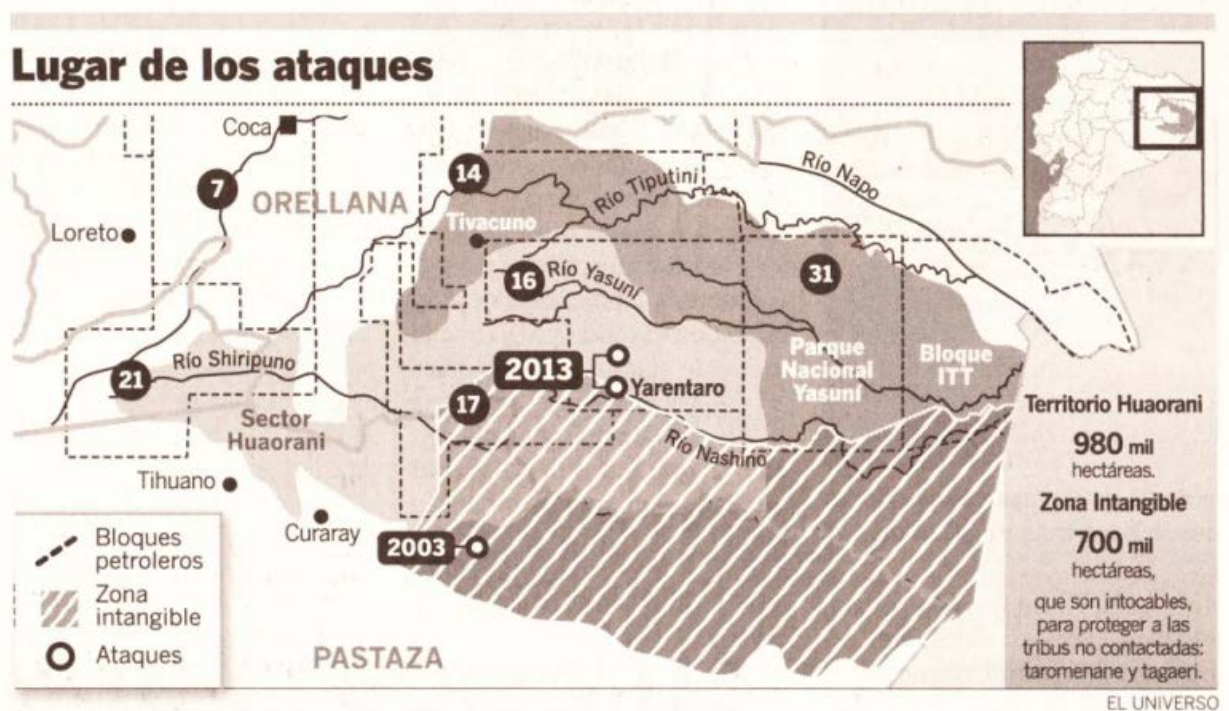 Lugar de los ataques
Coca
7
14
ORELLANA
Loreto
Tivacuno
Río Tiputini
Río Napo
16
Río Yasuní
31
21
Río Shiripuno
2013
Yarentaro
17
Parque
Nacional
Yasuní
Bloque
ITT
Sector
Huaorani
Río Nashino
Tihuano
Curaray
2003
PASTAZA
Bloques
petroleros
Zona
intangible
Ataques
Territorio Huaorani
980 mil
hectáreas.
Zona Intangible
700 mil
hectáreas,
que son intocables,
para proteger a las
tribus no contactadas:
taromenane y tagaeri.
EL UNIVERSO